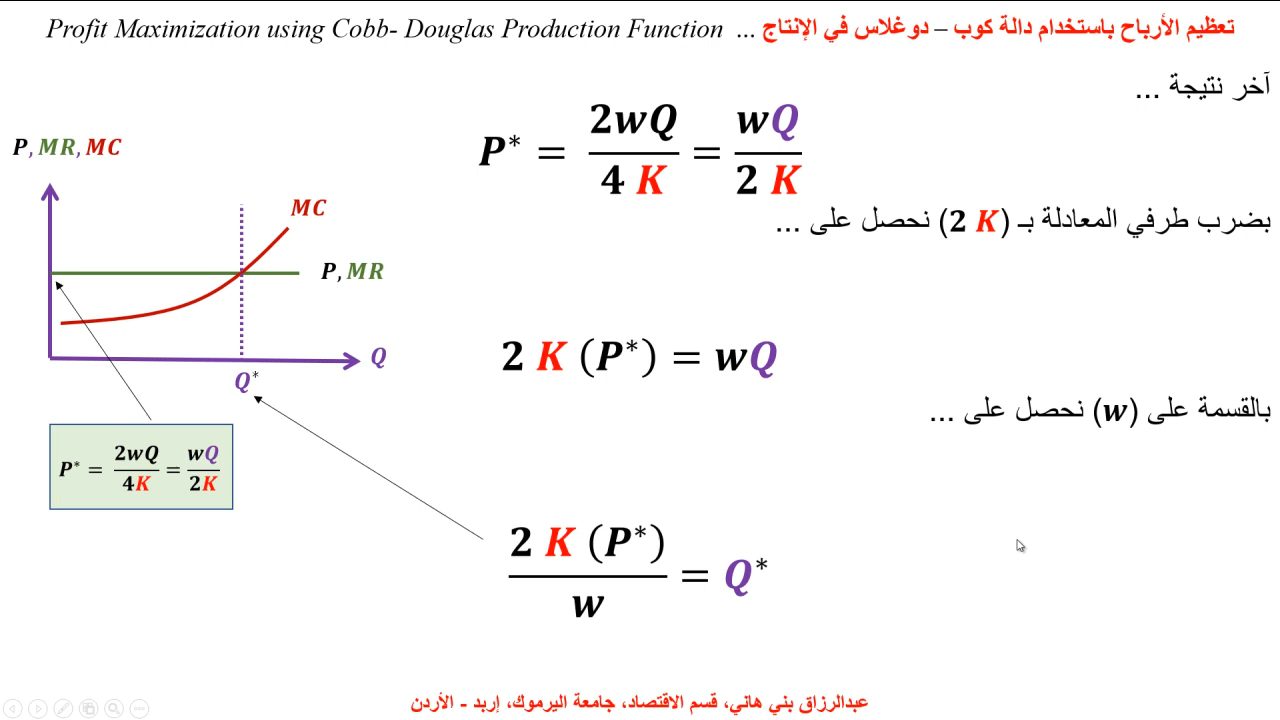 Profit Maximization using Cobb- Douglas Production Function ... تعظيم الأرباح باستخدام دالة كوب – دوغلاس في الإنتاج
آخر نتيجة ...
P* = 2wQ/4 K = wQ/2 K
بضرب طرفي المعادلة بـ (2 K) نحصل على ...
P, MR, MC
MC
P, MR
Q
Q*
2 K (P*) = wQ
بالقسمة على (w) نحصل على ...
P* = 2wQ/4K = wQ/2K
2 K (P*)/w = Q*
عبدالرزاق بني هاني، قسم الاقتصاد، جامعة اليرموك، إربد - الأردن